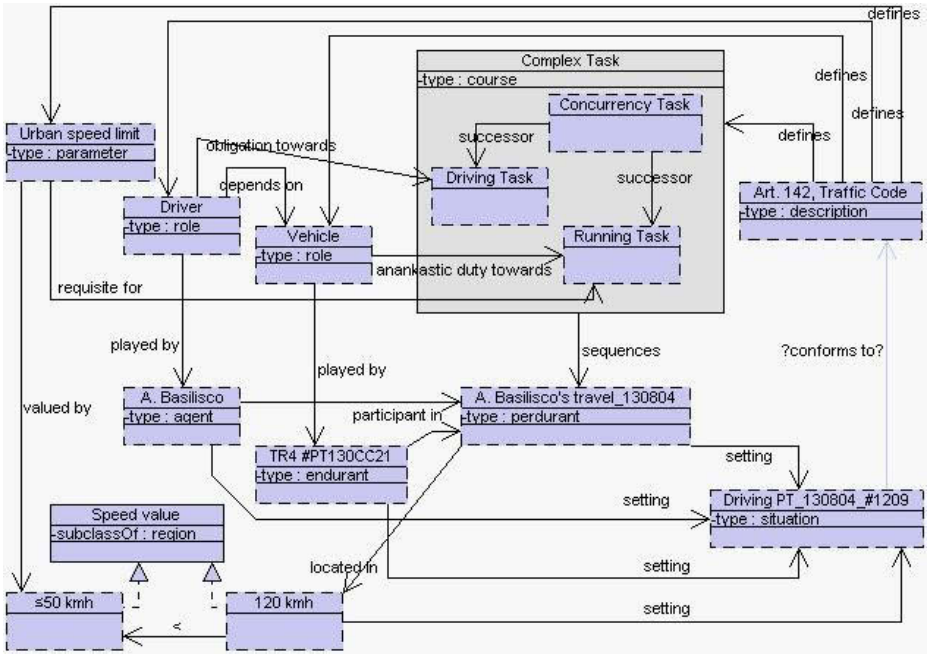 defines
Complex Task
-type : course
defines
Concurrency Task
defines
Urban speed limit
-type : parameter
successor
defines
obligation towards
Driving Task
successor
depends on
Art. 142, Traffic Code
-type : description
Driver
-type : role
Vehicle
-type : role
Running Task
anankastic duty towards
requisite for
played by
sequences
?conforms to?
played by
valued by
A. Basilisco
-type : agent
participant in
A. Basilisco's travel_130804
-type : perdurant
TR4 #PT130CC21
-type : endurant
setting
setting
Driving PT_130804_#1209
-type : situation
Speed value
-subclassOf : region
located in
setting
≤50 kmh
120 kmh
setting
<